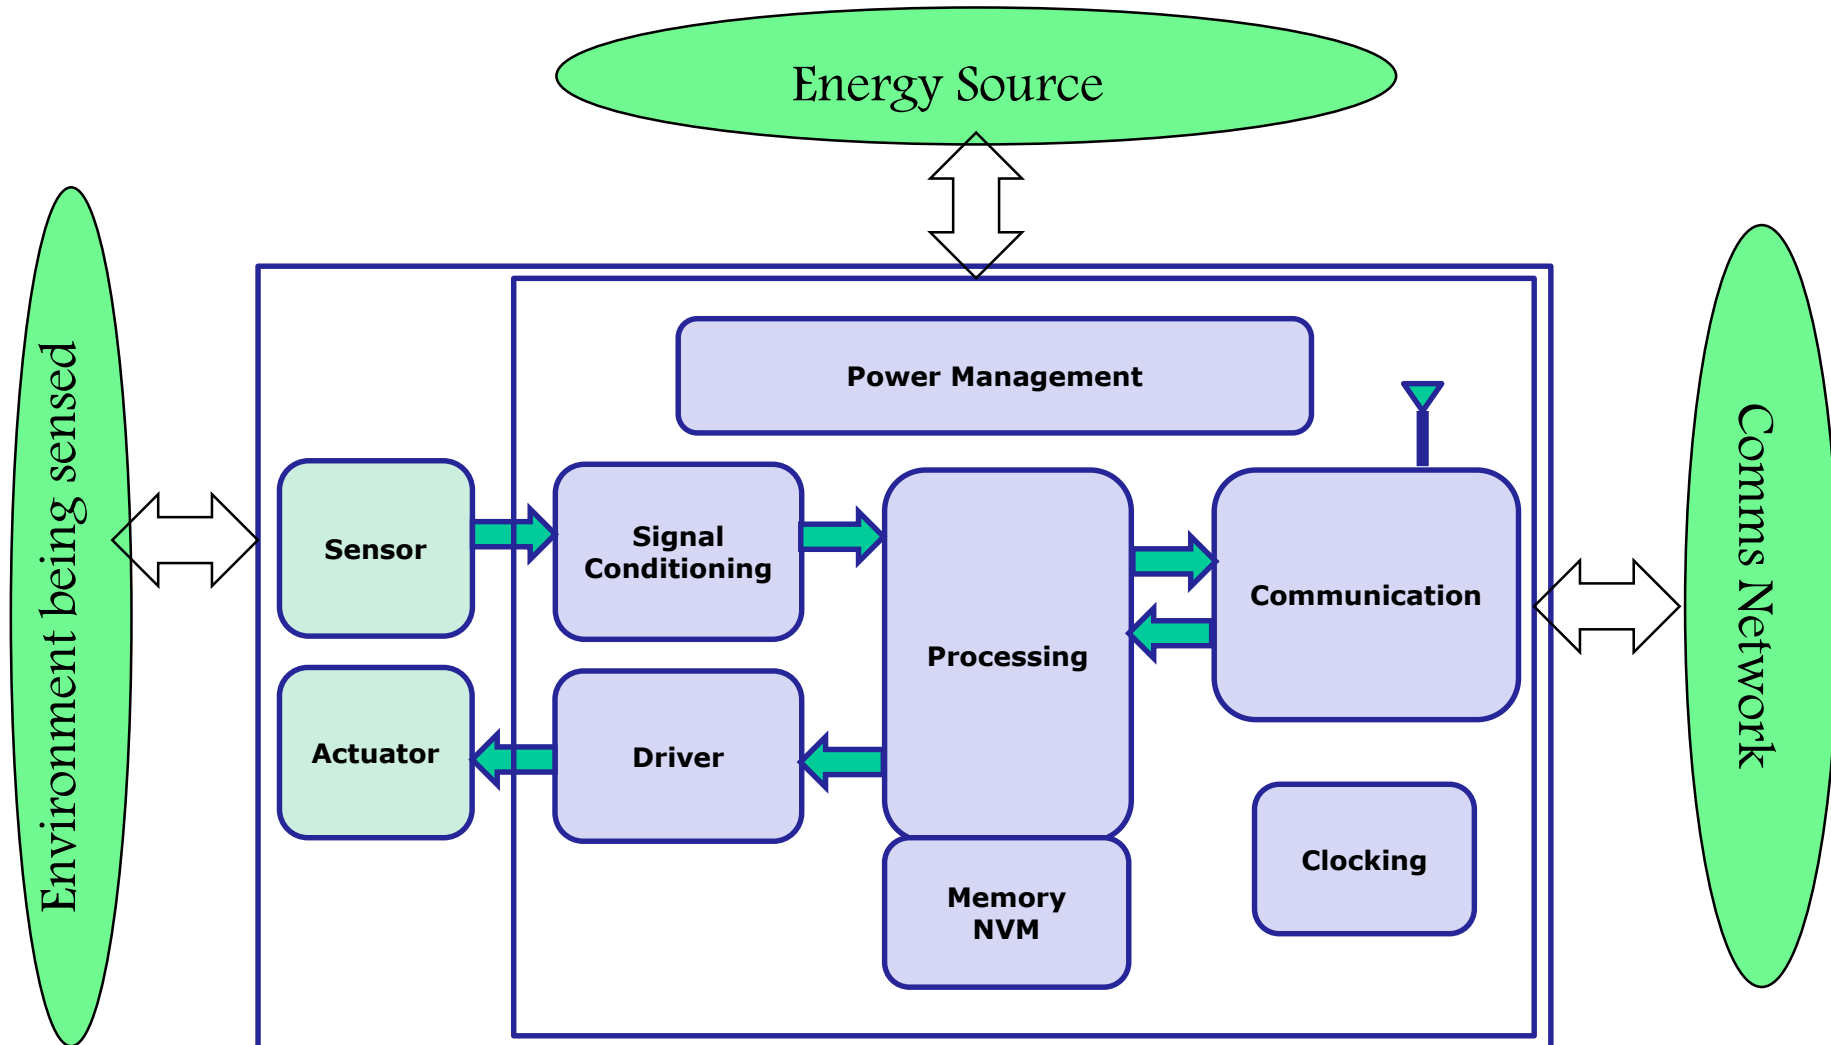 Energy Source
Environment being sensed
Comms Network
Power Management
Sensor
Signal
Conditioning
Processing
Communication
Actuator
Driver
Memory
NVM
Clocking